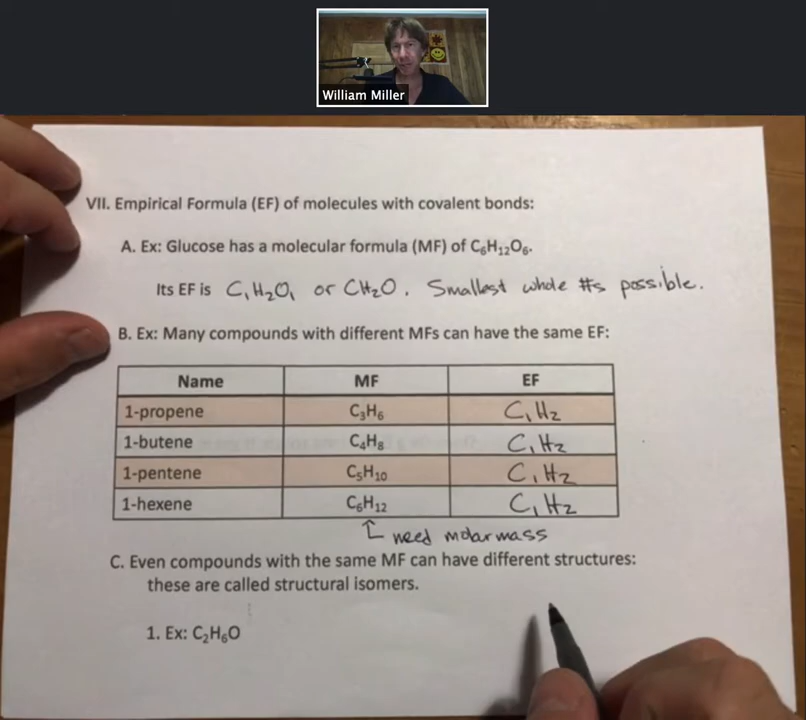 William Miller
VII. Empirical Formula (EF) of molecules with covalent bonds:
A. Ex: Glucose has a molecular formula (MF) of C₆H₁₂O₆.
Its EF is C₁H₂O₁ or CH₂O. Smallest whole #s possible.
B. Ex: Many compounds with different MFs can have the same EF:
Name MF EF
1-propene C₃H₆ C₁H₂
1-butene C₄H₈ C₁H₂
1-pentene C₅H₁₀ C₁H₂
1-hexene C₆H₁₂ C₁H₂
↑ need molar mass
C. Even compounds with the same MF can have different structures:
these are called structural isomers.
1. Ex: C₂H₆O